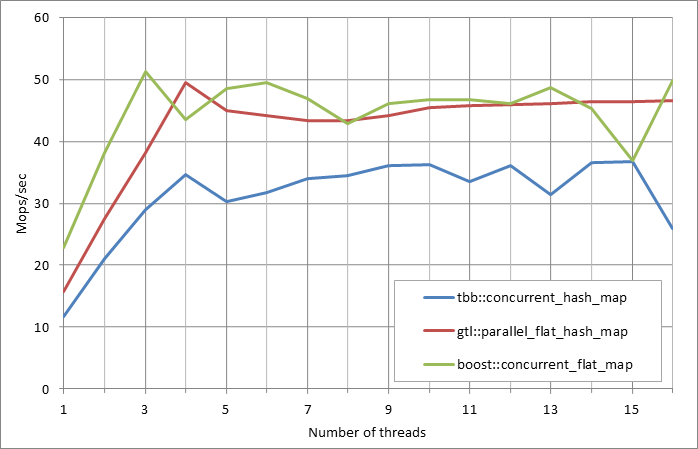 60
50
40
30
20
10
0
Mops/sec
1 3 5 7 9 11 13 15
Number of threads
tbb::concurrent_hash_map
gtl::parallel_flat_hash_map
boost::concurrent_flat_map